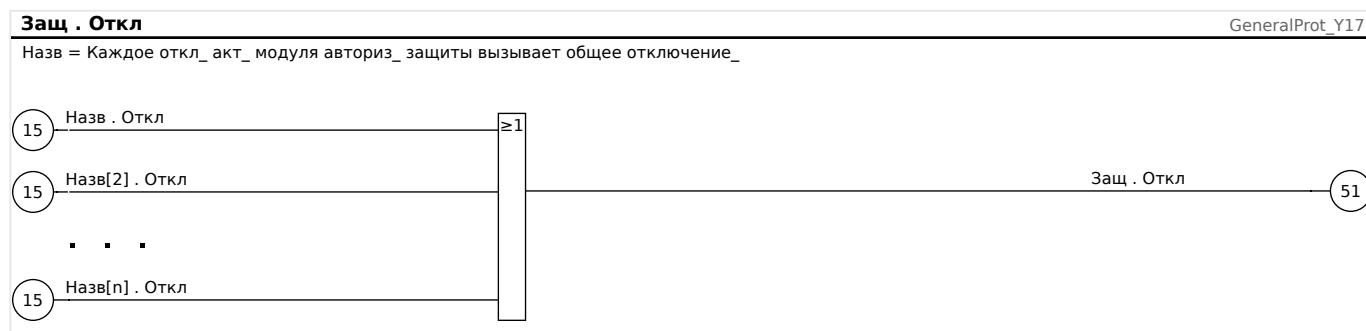 Защ . Откл
GeneralProt_Y17
Назв = Каждое откл_ акт_ модуля авториз_ защиты вызывает общее отключение_
15
Назв . Откл
≥1
15
Назв[2] . Откл
Защ . Откл
51
. . .
15
Назв[n] . Откл